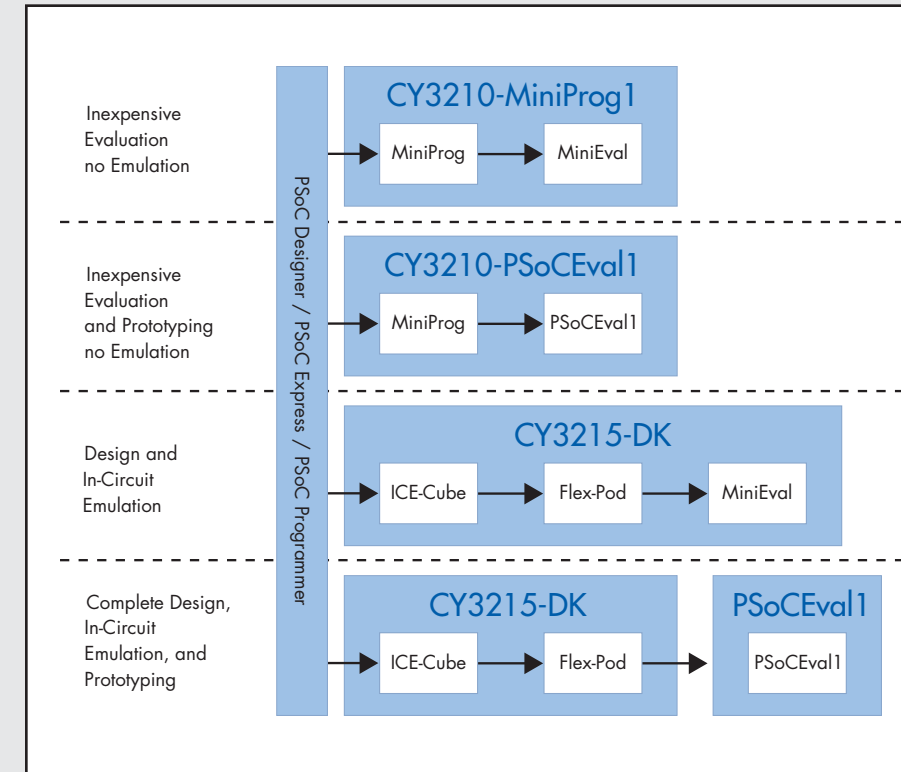 Inexpensive
Evaluation
no Emulation
PSoC Designer / PSoC Express / PSoC Programmer
CY3210-MiniProg1
MiniProg
MiniEval
Inexpensive
Evaluation
and Prototyping
no Emulation
CY3210-PSoCEval1
MiniProg
PSoCEval1
Design and
In-Circuit
Emulation
CY3215-DK
ICE-Cube
Flex-Pod
MiniEval
Complete Design,
In-Circuit
Emulation, and
Prototyping
CY3215-DK
ICE-Cube
Flex-Pod
PSoCEval1
PSoCEval1